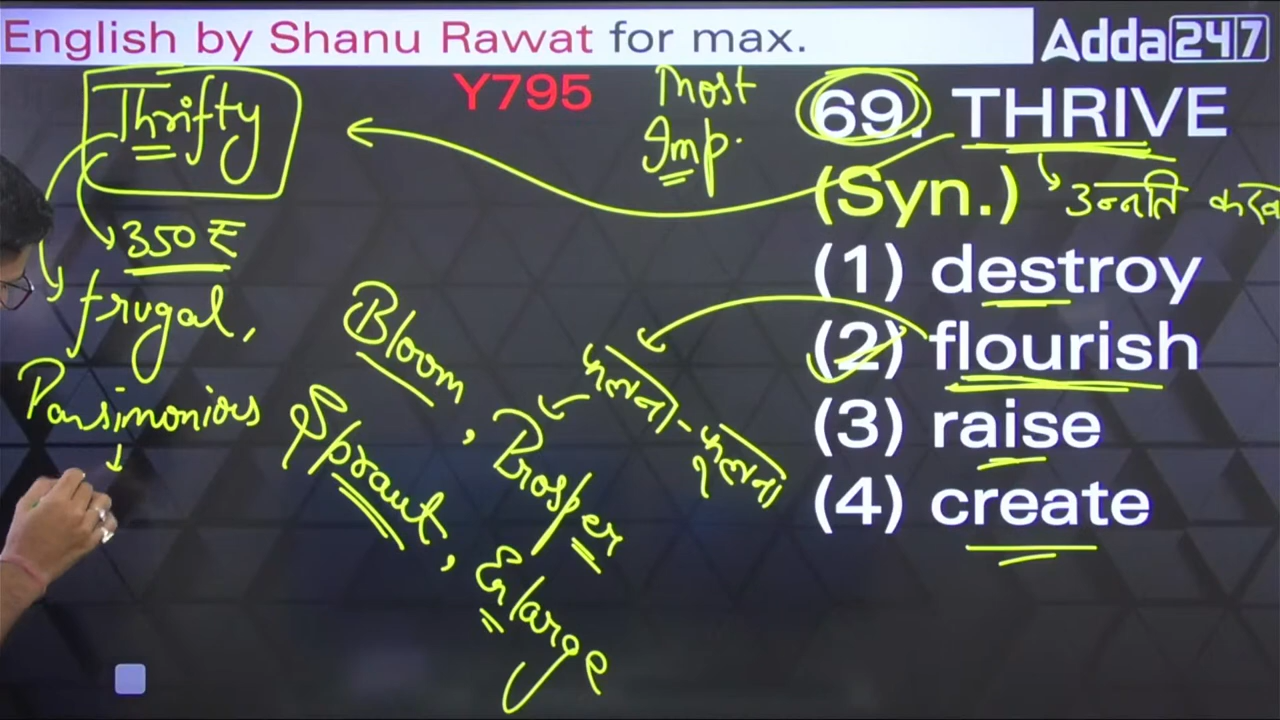 English by Shanu Rawat for max.
Adda247
Y795
Thrifty
Most
Imp.
69. THRIVE
(Syn.)
उन्नति करना
350 ₹
frugal,
Parsimonious
(1) destroy
(2) flourish
(3) raise
(4) create
फलना-फूलना
Bloom, Prosper
Sprout, Enlarge